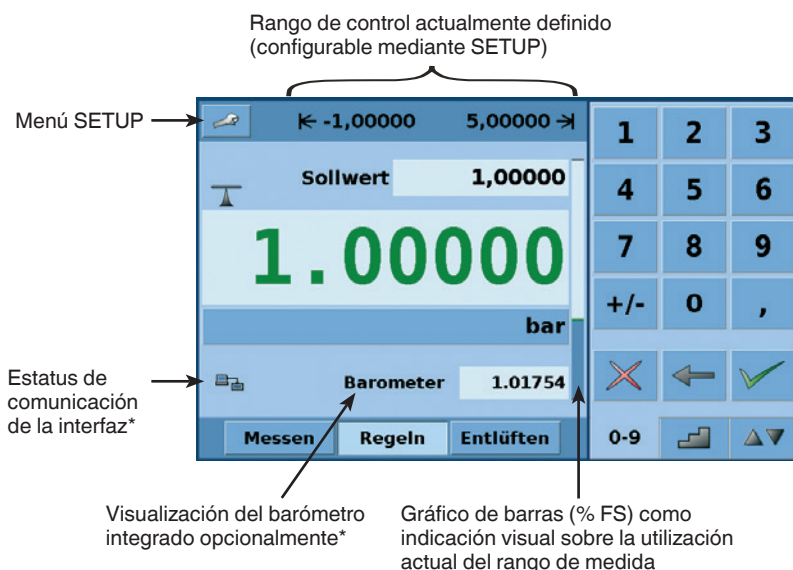 Rango de control actualmente definido
(configurable mediante SETUP)
Menú SETUP
-1,00000 5,00000
Sollwert 1,00000
1.00000
bar
Barometer 1.01754
Messen Regeln Entlüften
1 2 3
4 5 6
7 8 9
+/- 0 ,
0-9
Estatus de
comunicación
de la interfaz*
Visualización del barómetro
integrado opcionalmente*
Gráfico de barras (% FS) como
indicación visual sobre la utilización
actual del rango de medida